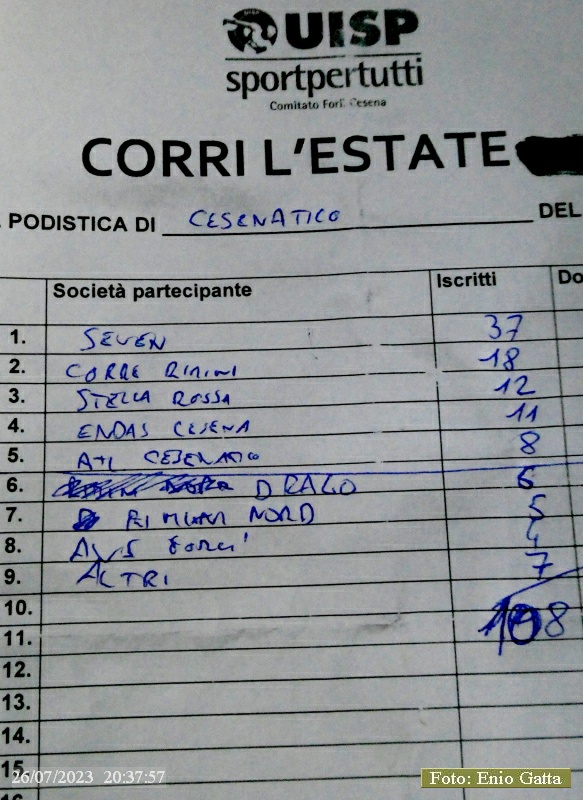 UISP
sportpertutti
Comitato Forlì Cesena
CORRI L'ESTATE
PODISTICA DI CESENATICO DEL
Società partecipante Iscritti Do
1. SEVEN 37
2. CORRE RIMINI 18
3. STELLA ROSSA 12
4. ENDAS CESENA 11
5. ATL CESENATICO 8
6. DRAGO 6
7. NORD 5
8. AVIS FORLI' 4
9. ALTRI 7
10. 108
11.
12.
13.
14.
15
26/07/2023 20:37:57
Foto: Enio Gatta